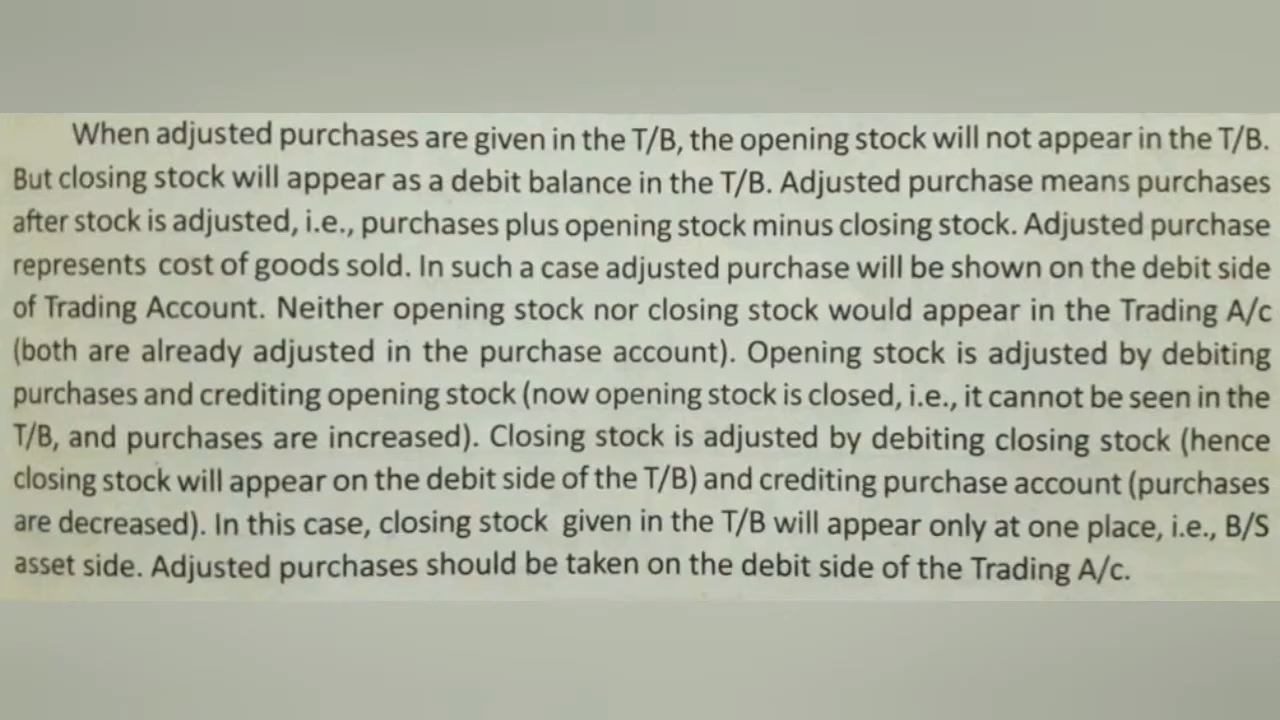 When adjusted purchases are given in the T/B, the opening stock will not appear in the T/B.
But closing stock will appear as a debit balance in the T/B. Adjusted purchase means purchases
after stock is adjusted, i.e., purchases plus opening stock minus closing stock. Adjusted purchase
represents cost of goods sold. In such a case adjusted purchase will be shown on the debit side
of Trading Account. Neither opening stock nor closing stock would appear in the Trading A/c
(both are already adjusted in the purchase account). Opening stock is adjusted by debiting
purchases and crediting opening stock (now opening stock is closed, i.e., it cannot be seen in the
T/B, and purchases are increased). Closing stock is adjusted by debiting closing stock (hence
closing stock will appear on the debit side of the T/B) and crediting purchase account (purchases
are decreased). In this case, closing stock given in the T/B will appear only at one place, i.e., B/S
asset side. Adjusted purchases should be taken on the debit side of the Trading A/c.